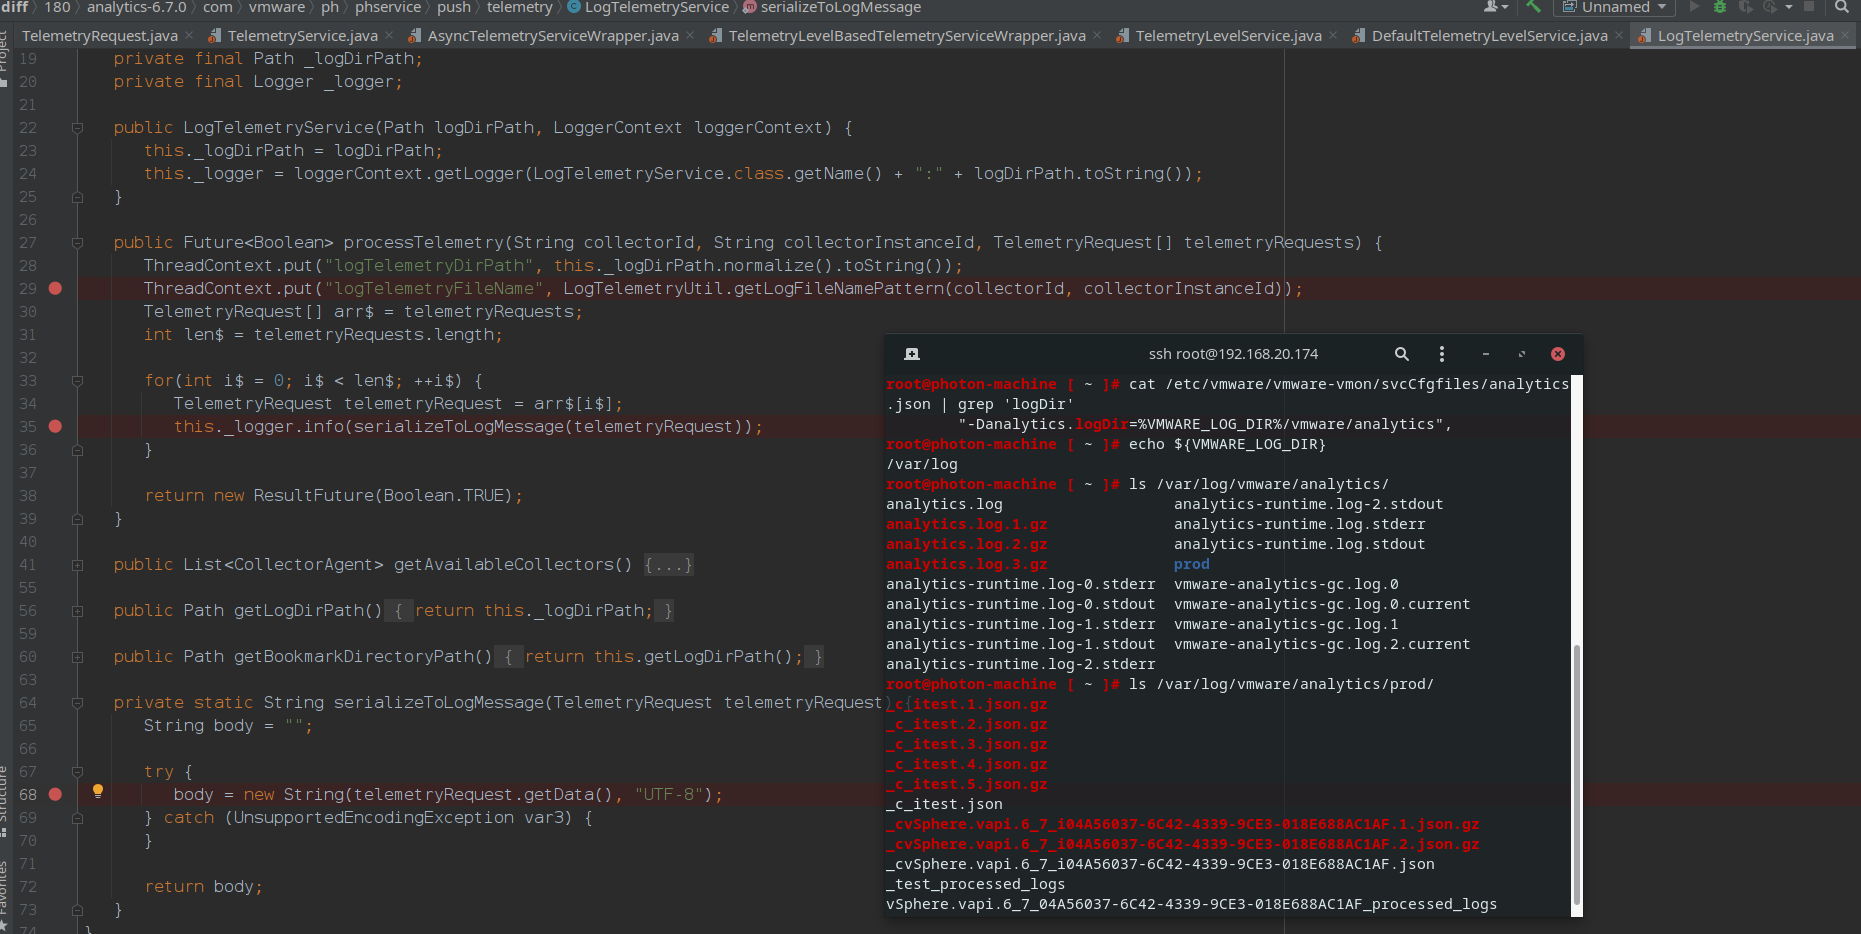 diff 180 analytics-6.7.0 com vmware ph phservice push telemetry LogTelemetryService serializeToLogMessage Unnamed
TelemetryRequest.java TelemetryService.java AsyncTelemetryServiceWrapper.java TelemetryLevelBasedTelemetryServiceWrapper.java TelemetryLevelService.java DefaultTelemetryLevelService.java LogTelemetryService.java
Project
Structure
Favorites
19 private final Path _logDirPath;
20 private final Logger _logger;
21
22 public LogTelemetryService(Path logDirPath, LoggerContext loggerContext) {
23 this._logDirPath = logDirPath;
24 this._logger = loggerContext.getLogger(LogTelemetryService.class.getName() + ":" + logDirPath.toString());
25 }
26
27 public Future<Boolean> processTelemetry(String collectorId, String collectorInstanceId, TelemetryRequest[] telemetryRequests) {
28 ThreadContext.put("logTelemetryDirPath", this._logDirPath.normalize().toString());
29 ThreadContext.put("logTelemetryFileName", LogTelemetryUtil.getLogFileNamePattern(collectorId, collectorInstanceId));
30 TelemetryRequest[] arr$ = telemetryRequests;
31 int len$ = telemetryRequests.length;
32
33 for(int i$ = 0; i$ < len$; ++i$) {
34 TelemetryRequest telemetryRequest = arr$[i$];
35 this._logger.info(serializeToLogMessage(telemetryRequest));
36 }
37
38 return new ResultFuture(Boolean.TRUE);
39 }
40
41 public List<CollectorAgent> getAvailableCollectors() {...}
55
56 public Path getLogDirPath() { return this._logDirPath; }
59
60 public Path getBookmarkDirectoryPath() { return this.getLogDirPath(); }
63
64 private static String serializeToLogMessage(TelemetryRequest telemetryRequest) {
65 String body = "";
66
67 try {
68 body = new String(telemetryRequest.getData(), "UTF-8");
69 } catch (UnsupportedEncodingException var3) {
70 }
71
72 return body;
73 }
74 }
ssh root@192.168.20.174
root@photon-machine [ ~ ]# cat /etc/vmware/vmware-vmon/svcCfgfiles/analytics
.json | grep 'logDir'
"-Danalytics.logDir=%VMWARE_LOG_DIR%/vmware/analytics",
root@photon-machine [ ~ ]# echo ${VMWARE_LOG_DIR}
/var/log
root@photon-machine [ ~ ]# ls /var/log/vmware/analytics/
analytics.log analytics-runtime.log-2.stdout
analytics.log.1.gz analytics-runtime.log.stderr
analytics.log.2.gz analytics-runtime.log.stdout
analytics.log.3.gz prod
analytics-runtime.log-0.stderr vmware-analytics-gc.log.0
analytics-runtime.log-0.stdout vmware-analytics-gc.log.0.current
analytics-runtime.log-1.stderr vmware-analytics-gc.log.1
analytics-runtime.log-1.stdout vmware-analytics-gc.log.2.current
analytics-runtime.log-2.stderr
root@photon-machine [ ~ ]# ls /var/log/vmware/analytics/prod/
_c_itest.1.json.gz
_c_itest.2.json.gz
_c_itest.3.json.gz
_c_itest.4.json.gz
_c_itest.5.json.gz
_c_itest.json
_cvSphere.vapi.6_7_i04A56037-6C42-4339-9CE3-018E688AC1AF.1.json.gz
_cvSphere.vapi.6_7_i04A56037-6C42-4339-9CE3-018E688AC1AF.2.json.gz
_cvSphere.vapi.6_7_i04A56037-6C42-4339-9CE3-018E688AC1AF.json
_test_processed_logs
vSphere.vapi.6_7_04A56037-6C42-4339-9CE3-018E688AC1AF_processed_logs